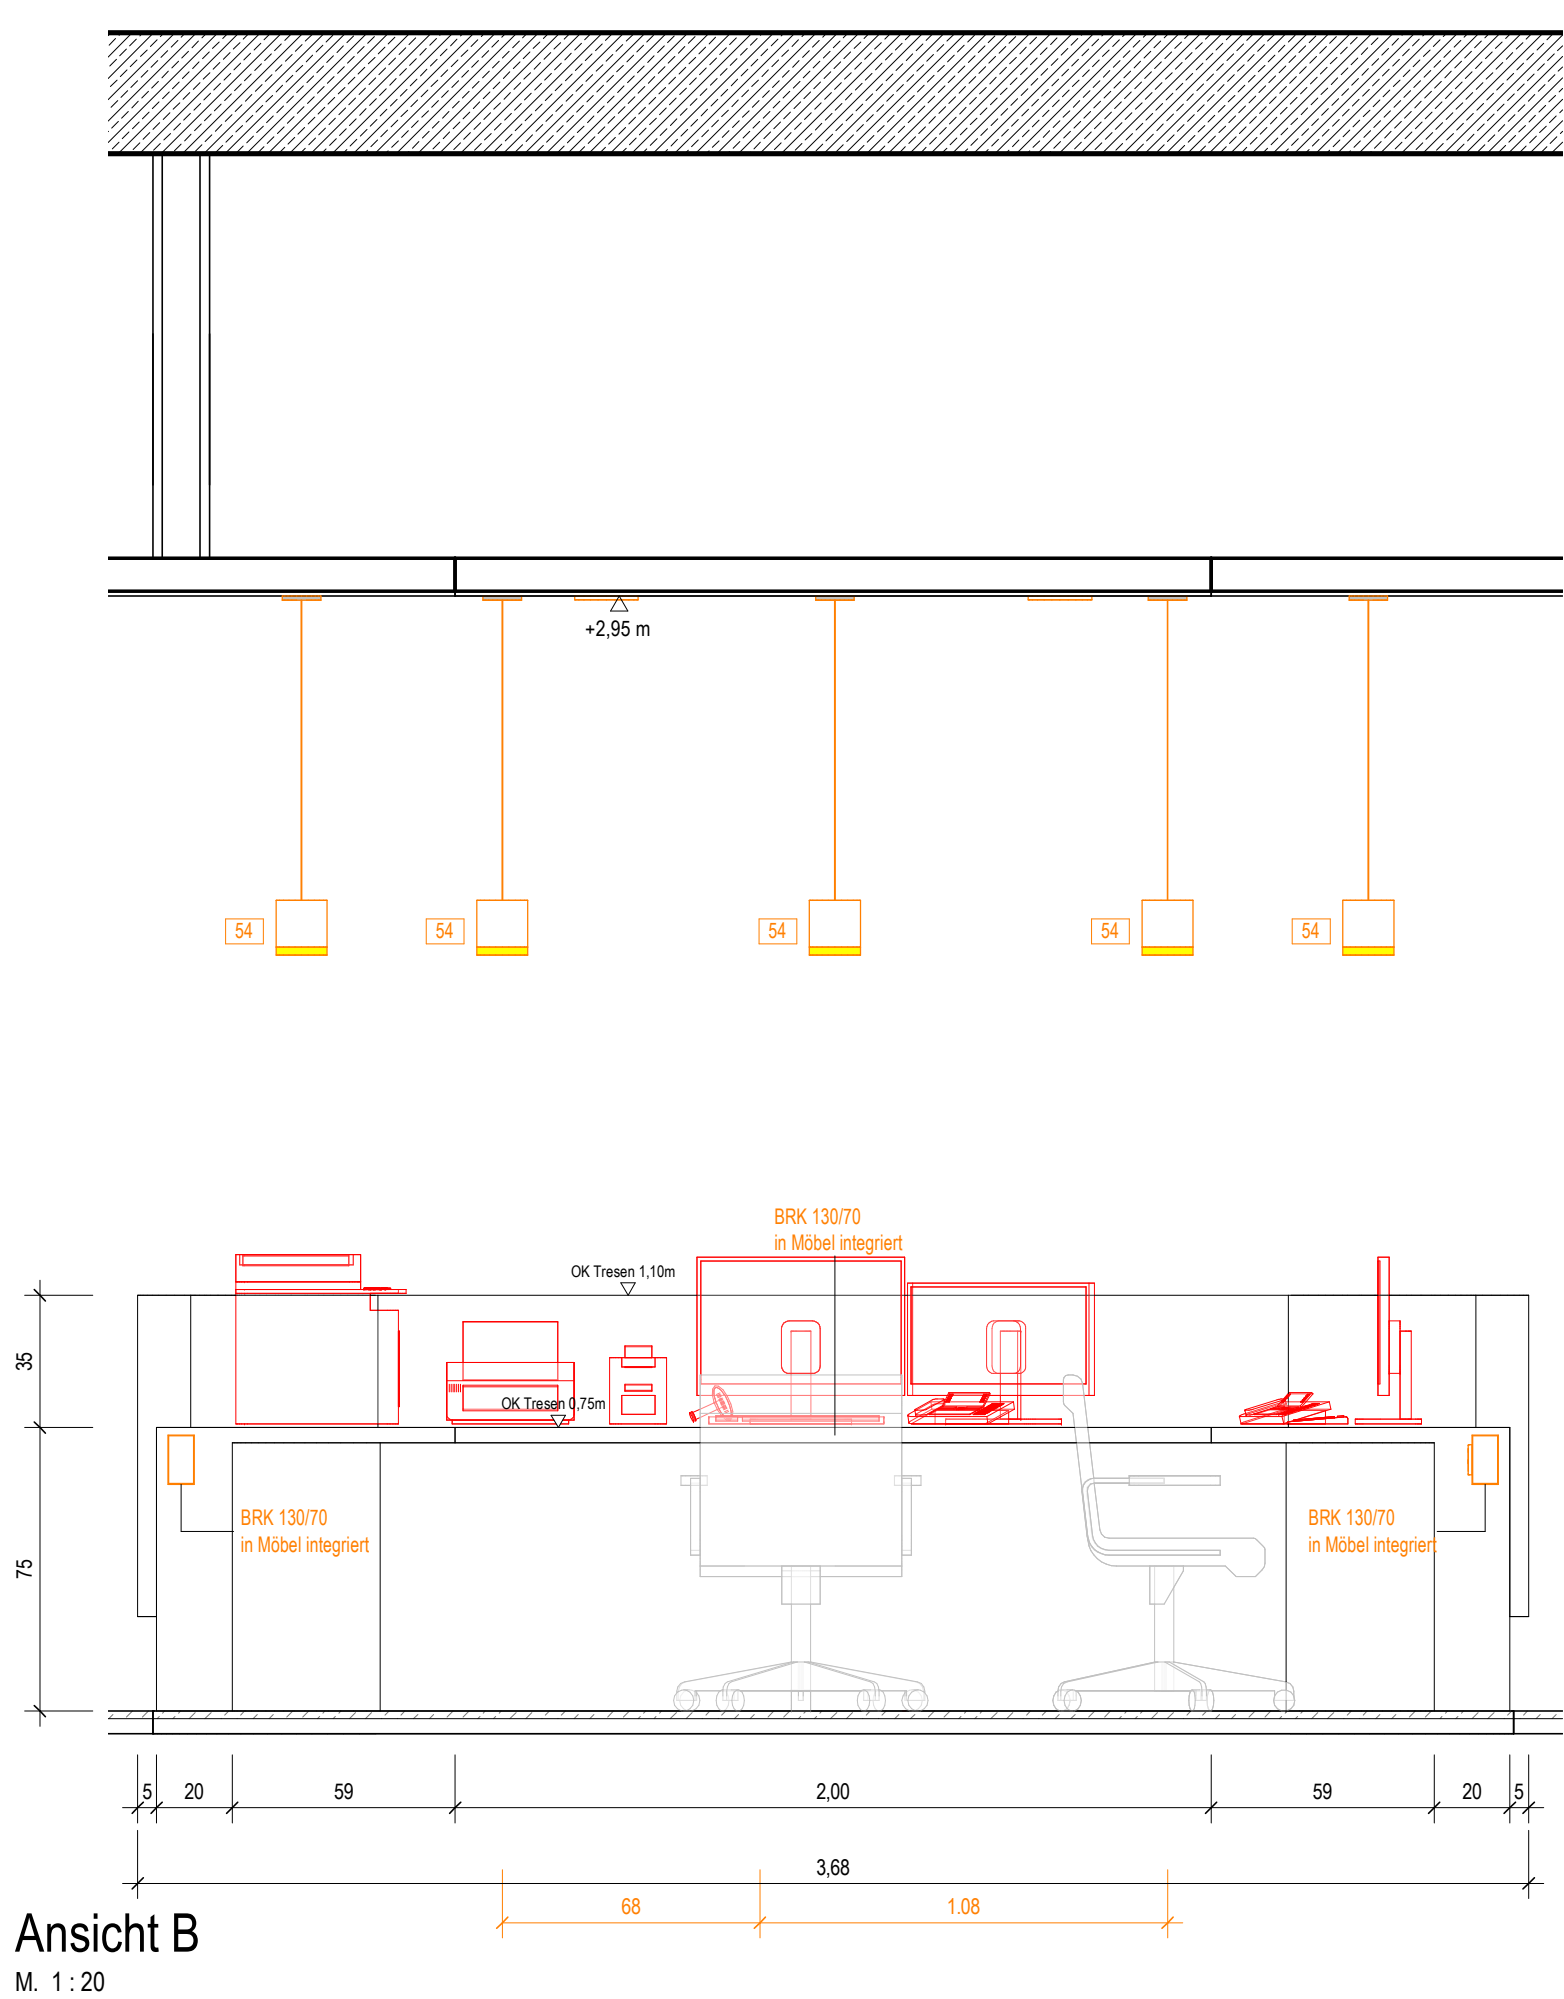 +2,95 m
54
54
54
54
54
BRK 130/70
in Möbel integriert
OK Tresen 1,10m
35
OK Tresen 0,75m
BRK 130/70
in Möbel integriert
BRK 130/70
in Möbel integriert
75
5
20
59
2,00
59
20
5
3,68
68
1.08
Ansicht B
M. 1 : 20